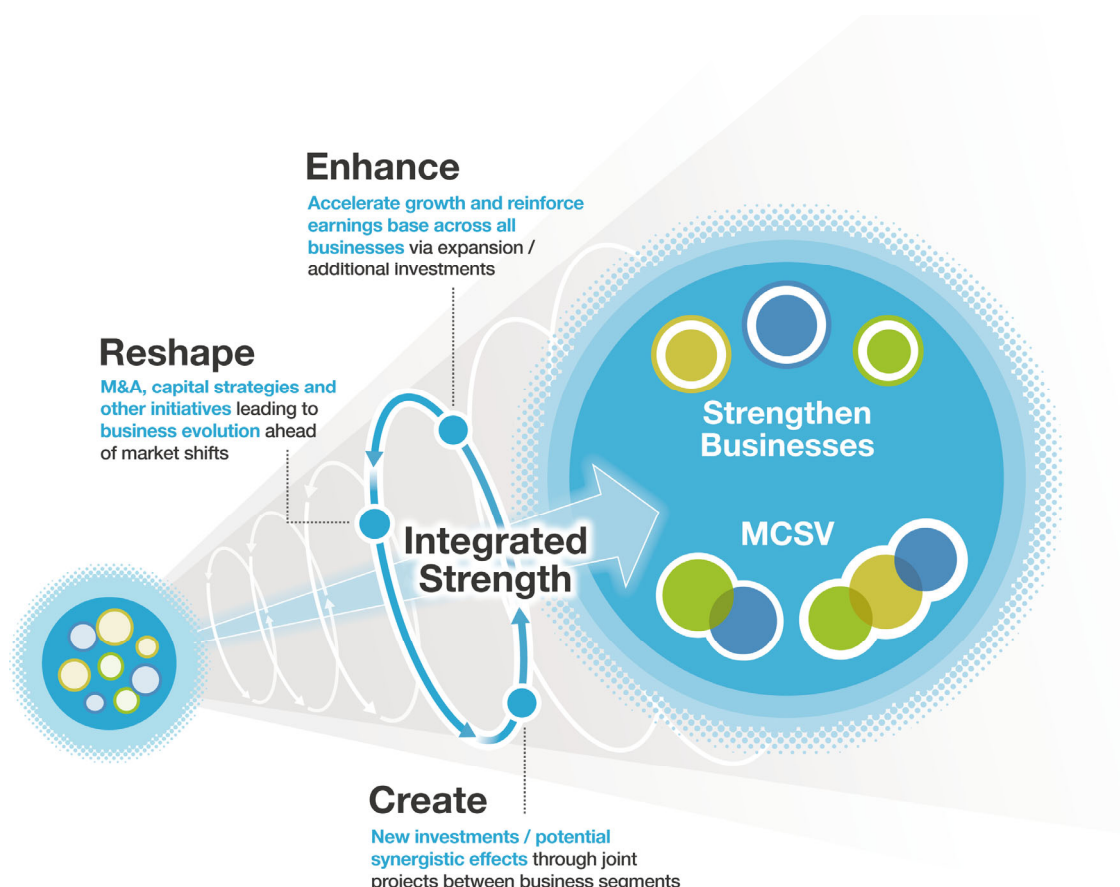 Enhance
Accelerate growth and reinforce
earnings base across all
businesses via expansion /
additional investments
Reshape
M&A, capital strategies and
other initiatives leading to
business evolution ahead
of market shifts
Strengthen
Businesses
MCSV
Integrated
Strength
Create
New investments / potential
synergistic effects through joint
projects between business segments